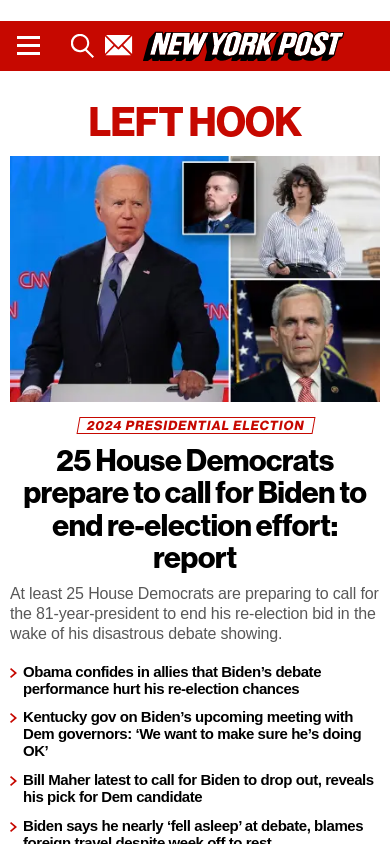 NEW YORK POST
LEFT HOOK
CNN
CNN
2024 PRESIDENTIAL ELECTION
25 House Democrats
prepare to call for Biden to
end re-election effort:
report
At least 25 House Democrats are preparing to call for
the 81-year-president to end his re-election bid in the
wake of his disastrous debate showing.
Obama confides in allies that Biden’s debate
performance hurt his re-election chances
Kentucky gov on Biden’s upcoming meeting with
Dem governors: ‘We want to make sure he’s doing
OK’
Bill Maher latest to call for Biden to drop out, reveals
his pick for Dem candidate
Biden says he nearly ‘fell asleep’ at debate, blames
foreign travel despite week off to rest